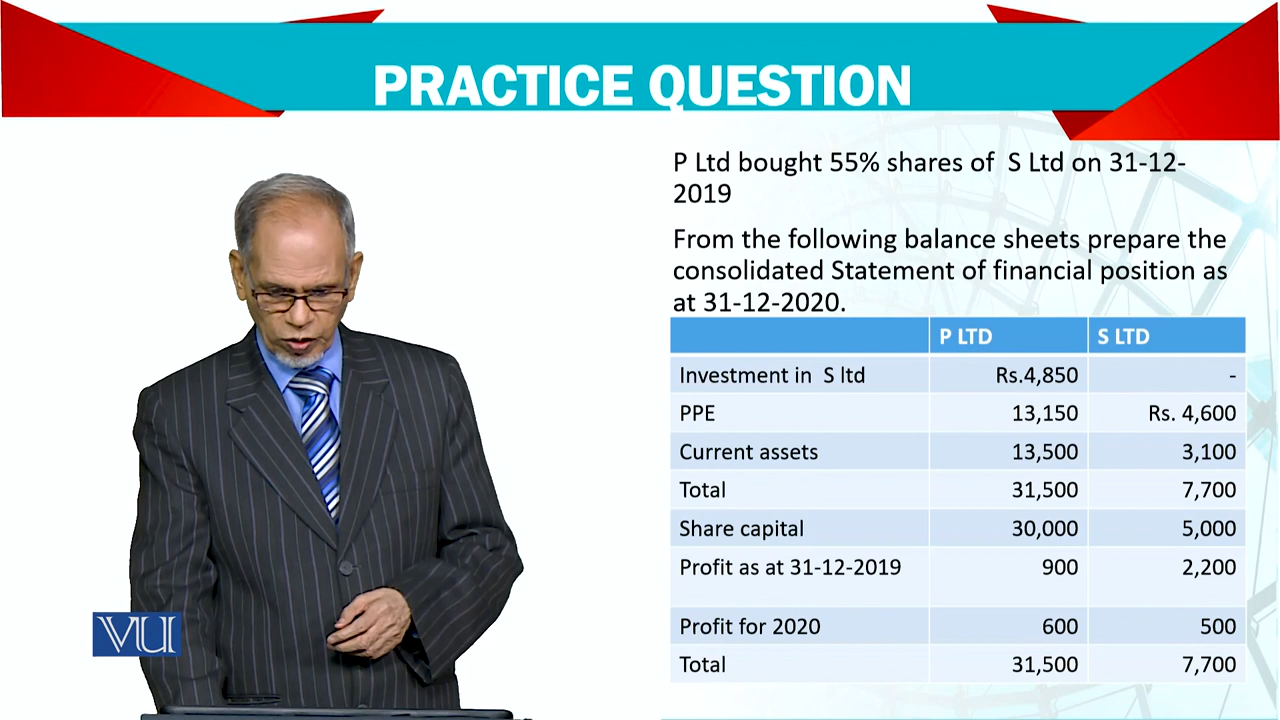 PRACTICE QUESTION
P Ltd bought 55% shares of S Ltd on 31-12-
2019
From the following balance sheets prepare the
consolidated Statement of financial position as
at 31-12-2020.
P LTD S LTD
Investment in S ltd Rs.4,850 -
PPE 13,150 Rs. 4,600
Current assets 13,500 3,100
Total 31,500 7,700
Share capital 30,000 5,000
Profit as at 31-12-2019 900 2,200
Profit for 2020 600 500
Total 31,500 7,700
VU